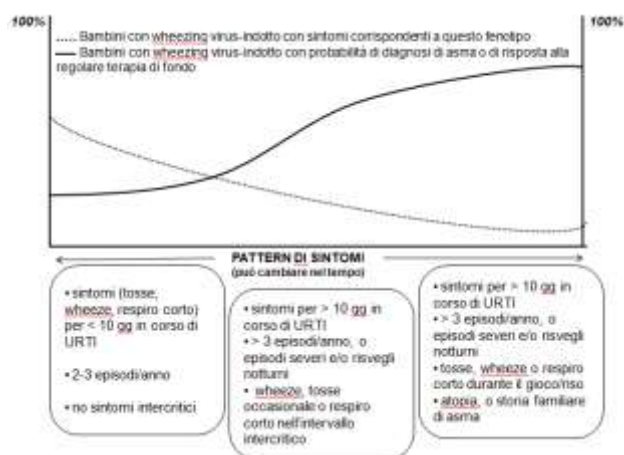 100%
100%
Bambini con wheezing virus-indotto con sintomi corrispondenti a questo fenotipo
Bambini con wheezing virus-indotto con probabilità di diagnosi di asma o di risposta alla
regolare terapia di fondo
PATTERN DI SINTOMI
(può cambiare nel tempo)
• sintomi (tosse,
wheeze, respiro corto)
per < 10 gg in corso di
URTI
• 2-3 episodi/anno
• no sintomi intercritici
• sintomi per > 10 gg in
corso di URTI
• > 3 episodi/anno, o
episodi severi e/o risvegli
notturni
• wheeze, tosse
occasionale o respiro
corto nell'intervallo
intercritico
• sintomi per > 10 gg in
corso di URTI
• > 3 episodi/anno, o
episodi severi e/o risvegli
notturni
• tosse, wheeze o respiro
corto durante il gioco/riso
• atopia, o storia familiare
di asma